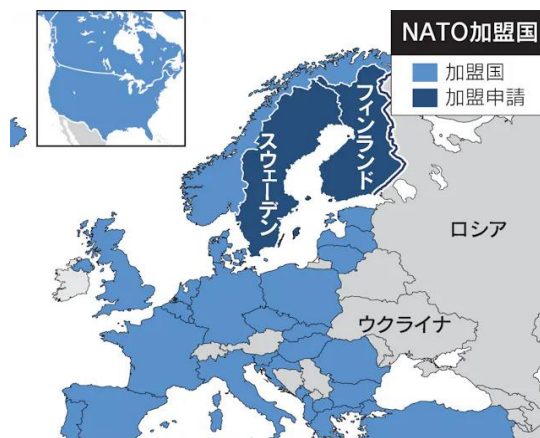 NATO加盟国
加盟国
加盟申請
フィンランド
スウェーデン
ロシア
ウクライナ